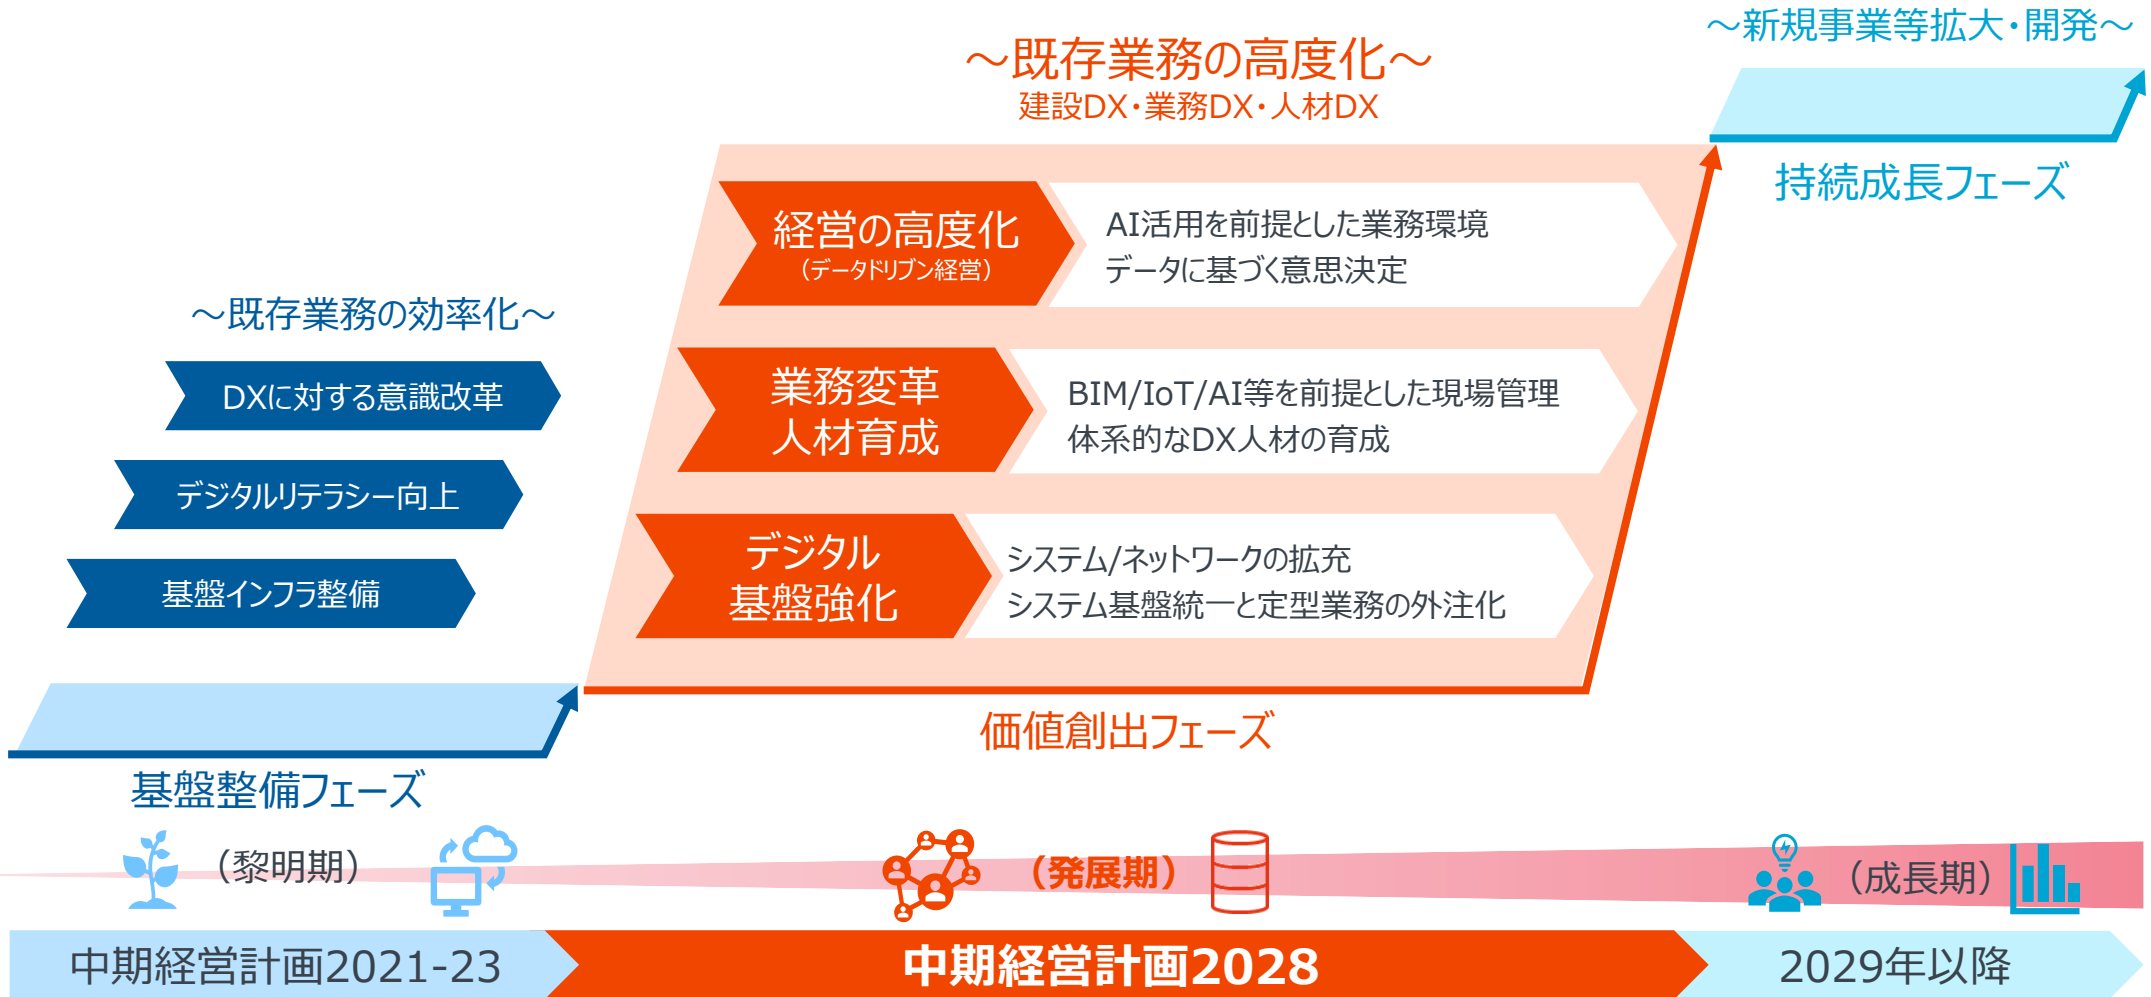 ～新規事業等拡大・開発～
～既存業務の高度化～
建設DX・業務DX・人材DX
持続成長フェーズ
経営の高度化
（データドリブン経営）
AI活用を前提とした業務環境
データに基づく意思決定
～既存業務の効率化～
DXに対する意識改革
デジタルリテラシー向上
基盤インフラ整備
業務変革
人材育成
BIM/IoT/AI等を前提とした現場管理
体系的なDX人材の育成
デジタル
基盤強化
システム/ネットワークの拡充
システム基盤統一と定型業務の外注化
価値創出フェーズ
基盤整備フェーズ
（黎明期）
（発展期）
（成長期）
中期経営計画2021-23
中期経営計画2028
2029年以降